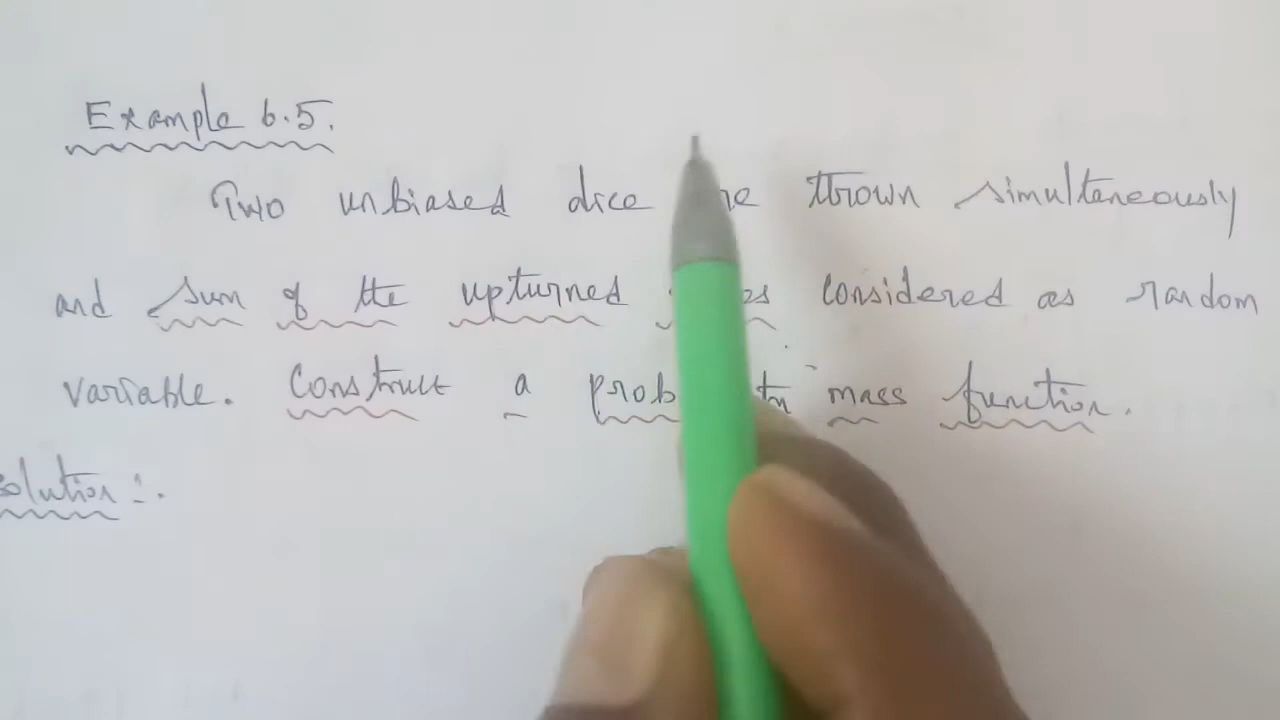 Example 6.5.
Two unbiased dice thrown simultaneously
and sum of the upturned considered as random
variable. Construct a mass function.
solution :.